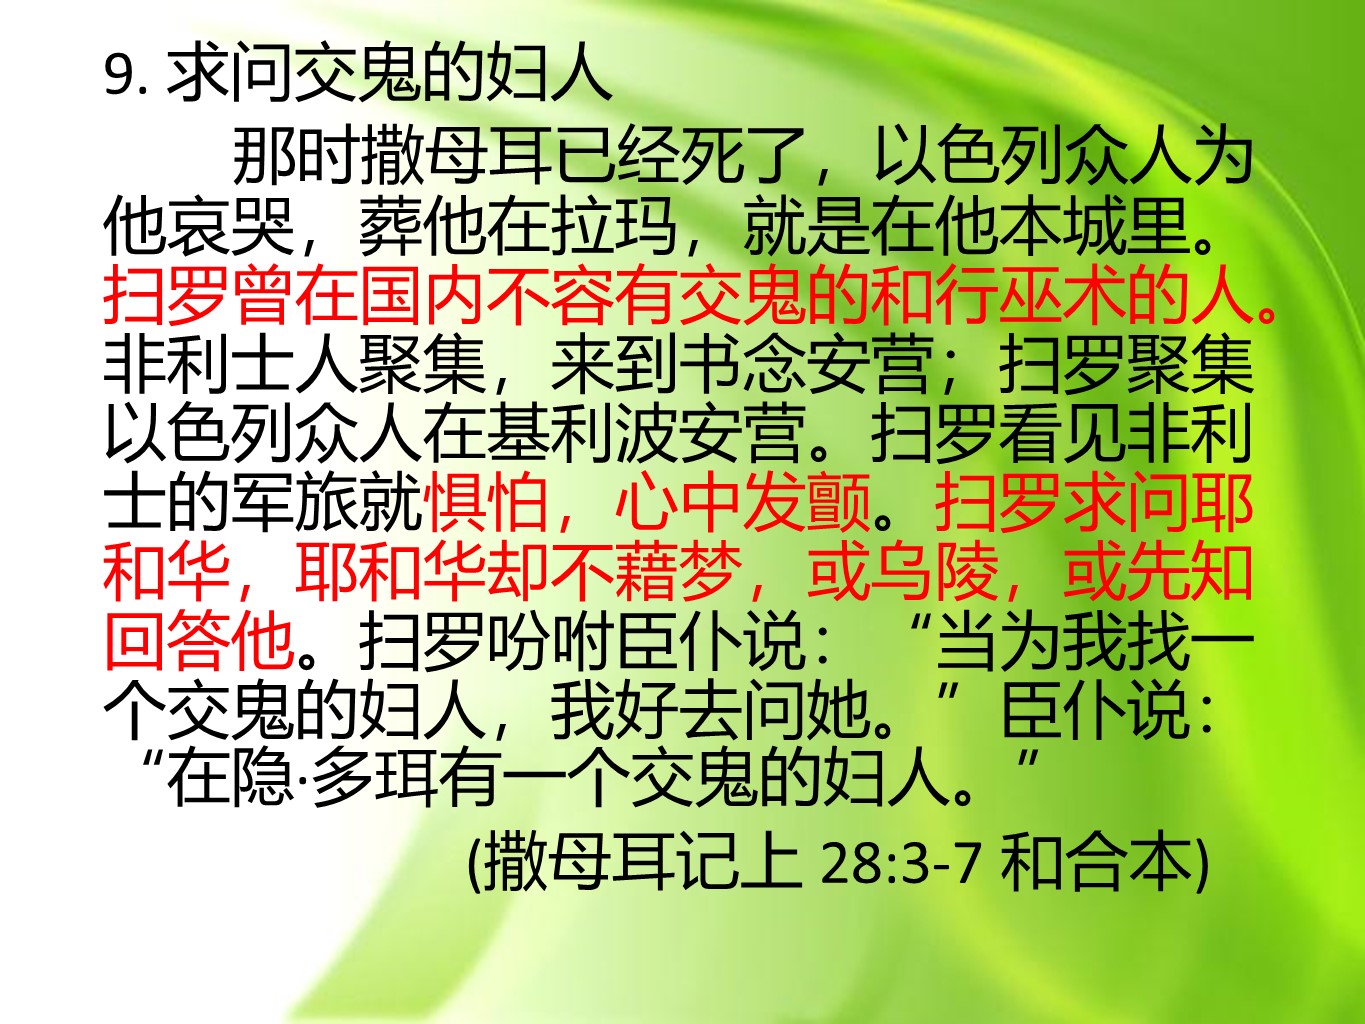 9. 求问交鬼的妇人
那时撒母耳已经死了，以色列众人为
他哀哭，葬他在拉玛，就是在他本城里。
扫罗曾在国内不容有交鬼的和行巫术的人。
非利士人聚集，来到书念安营；扫罗聚集
以色列众人在基利波安营。扫罗看见非利
士的军旅就惧怕，心中发颤。扫罗求问耶
和华，耶和华却不藉梦，或乌陵，或先知
回答他。扫罗吩咐臣仆说：“当为我找一
个交鬼的妇人，我好去问她。”臣仆说：
“在隐·多珥有一个交鬼的妇人。”
(撒母耳记上 28:3-7 和合本)